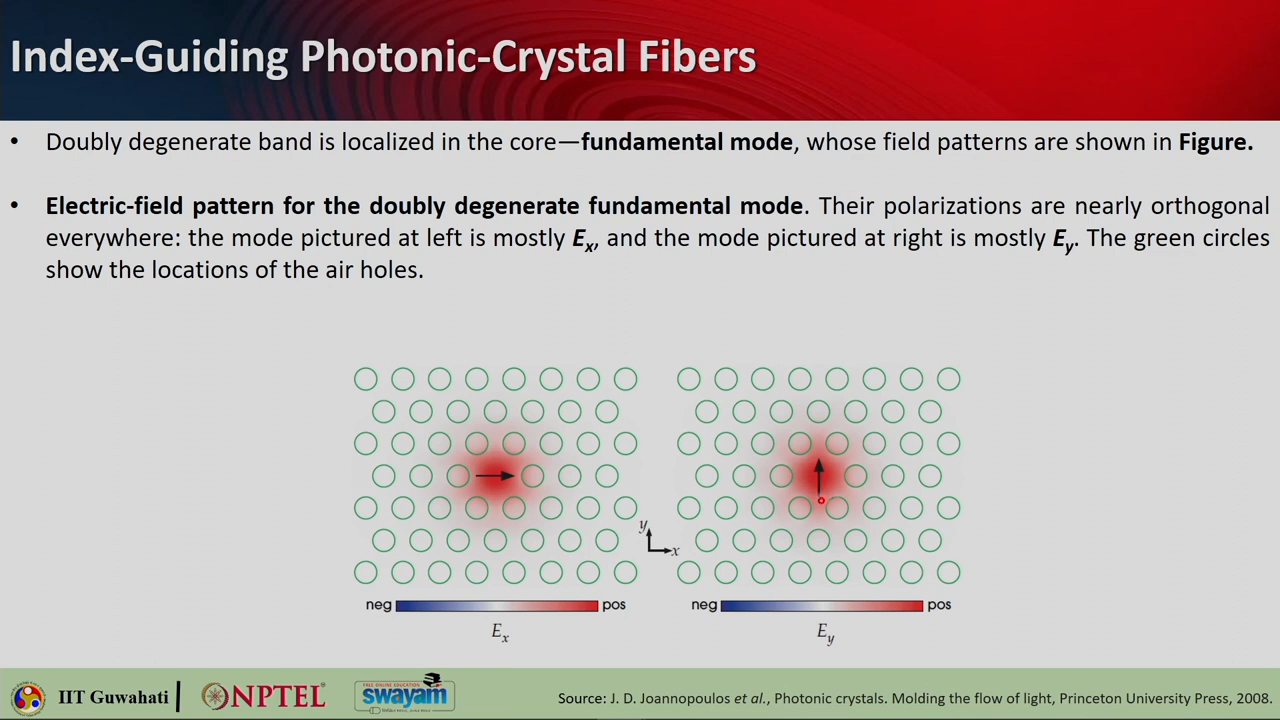 Index-Guiding Photonic-Crystal Fibers
• Doubly degenerate band is localized in the core—fundamental mode, whose field patterns are shown in Figure.
• Electric-field pattern for the doubly degenerate fundamental mode. Their polarizations are nearly orthogonal
everywhere: the mode pictured at left is mostly Ex, and the mode pictured at right is mostly Ey. The green circles
show the locations of the air holes.
y
x
neg pos
Ex
neg pos
Ey
IIT Guwahati
NPTEL
FREE ONLINE EDUCATION
swayam
Source: J. D. Joannopoulos et al., Photonic crystals. Molding the flow of light, Princeton University Press, 2008.